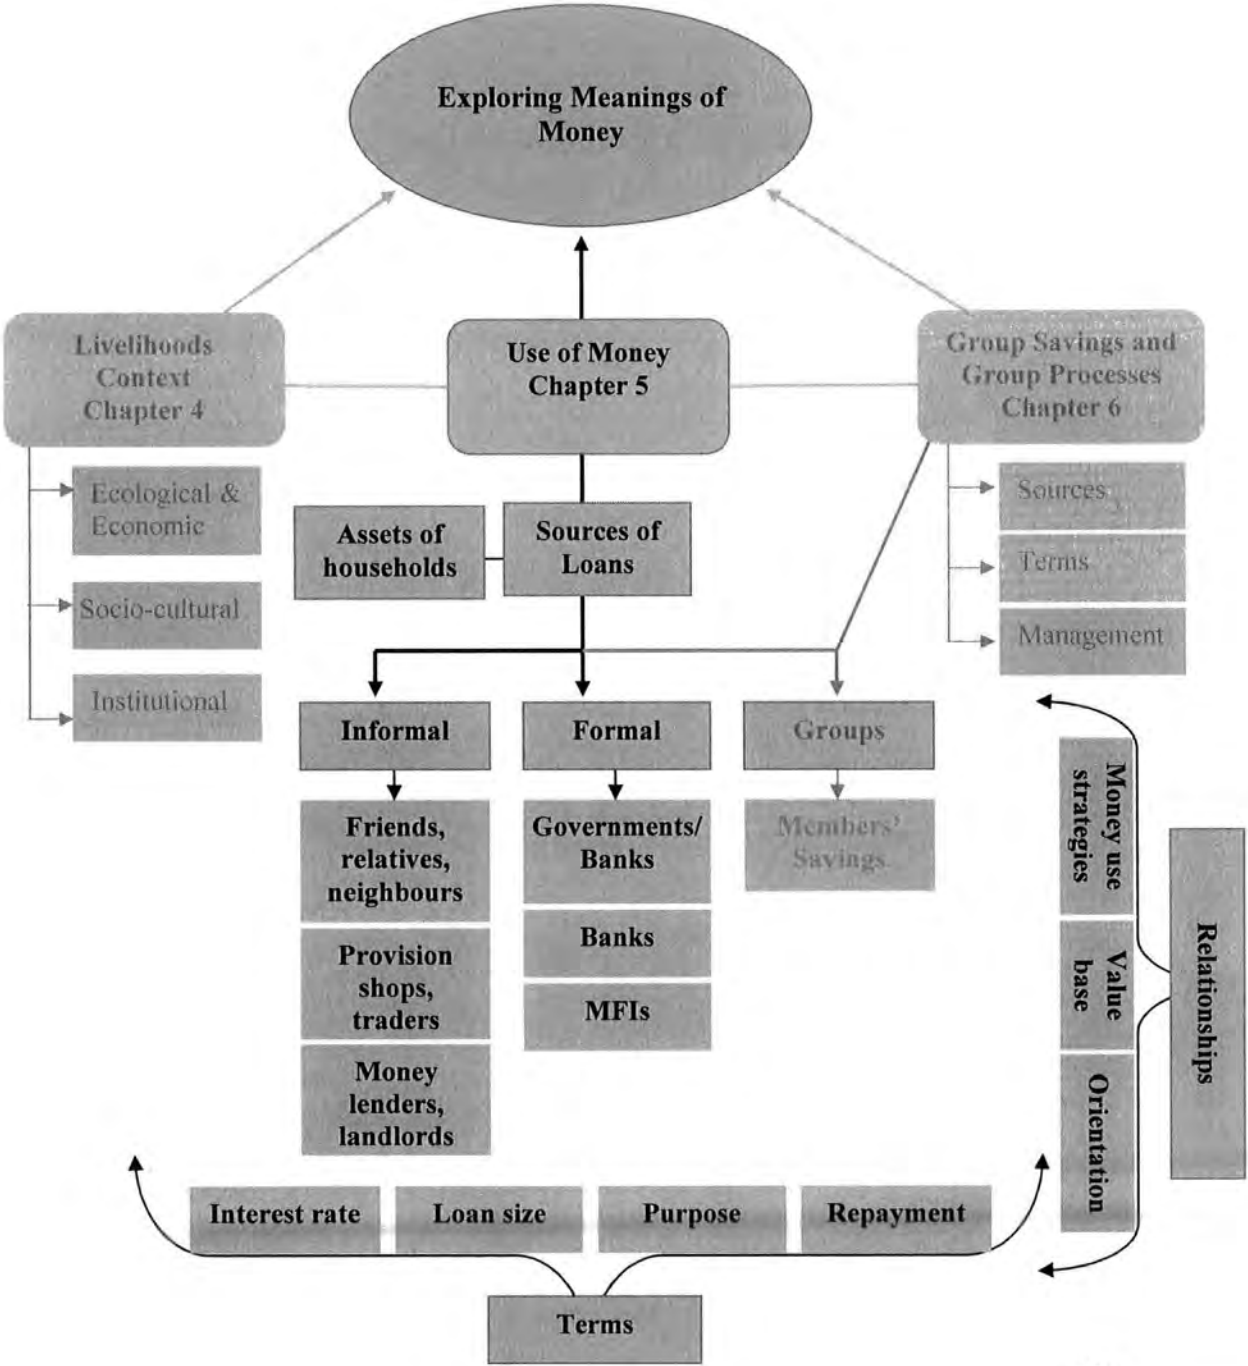 Exploring Meanings of
Money
Livelihoods
Context
Chapter 4
Use of Money
Chapter 5
Group Savings and
Group Processes
Chapter 6
Ecological &
Economic
Socio-cultural
Institutional
Assets of
households
Sources of
Loans
Sources
Terms
Management
Informal
Formal
Groups
Friends,
relatives,
neighbours
Provision
shops,
traders
Money
lenders,
landlords
Governments/
Banks
Banks
MFIs
Members'
Savings
Money use
strategies
Value
base
Orientation
Relationships
Interest rate
Loan size
Purpose
Repayment
Terms